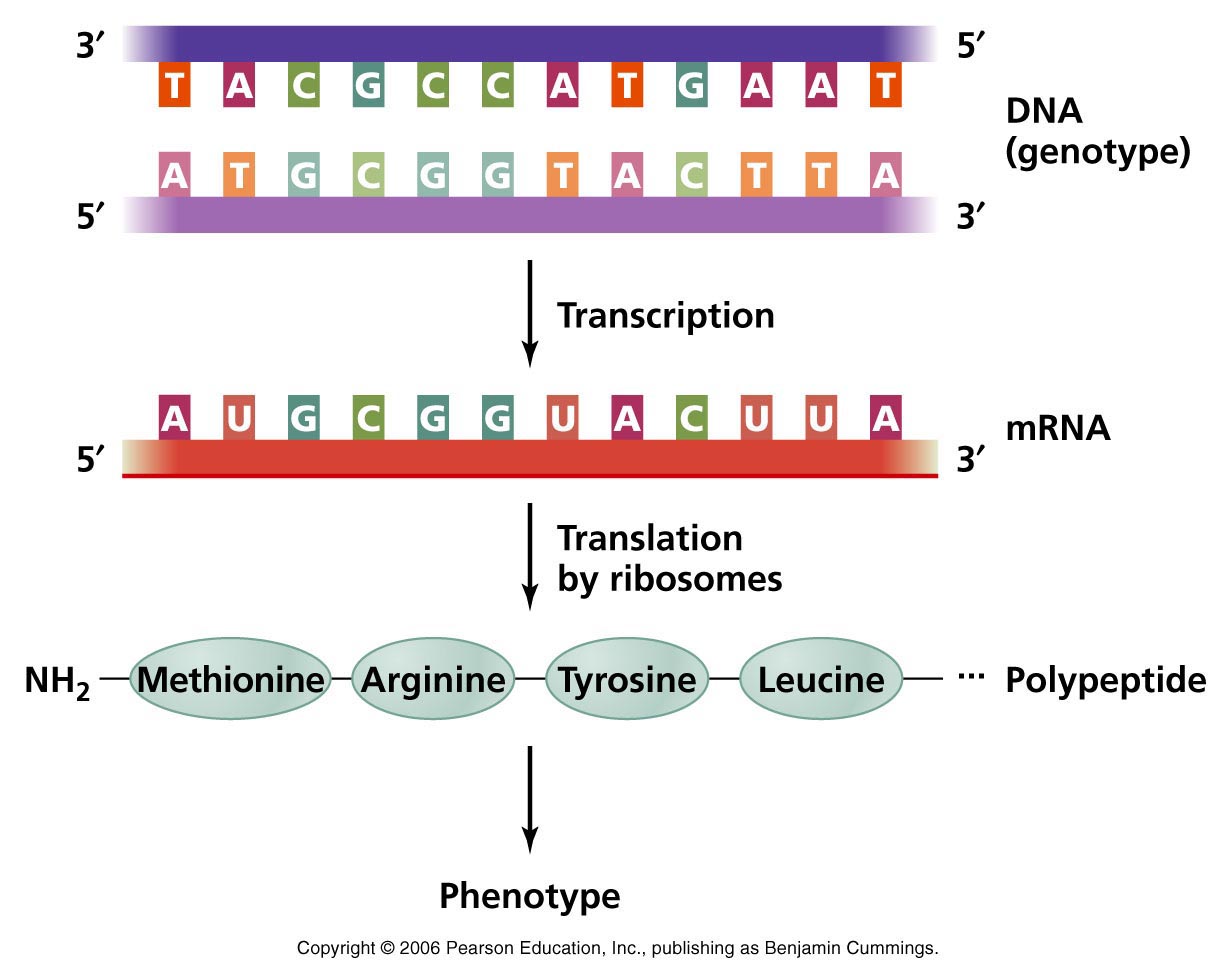 3′ 5′
T A C G C C A T G A A T
DNA
(genotype)
A T G C G G T A C T T A
5′ 3′
Transcription
A U G C G G U A C U U A
mRNA
5′ 3′
Translation
by ribosomes
NH2 Methionine Arginine Tyrosine Leucine ... Polypeptide
Phenotype
Copyright © 2006 Pearson Education, Inc., publishing as Benjamin Cummings.